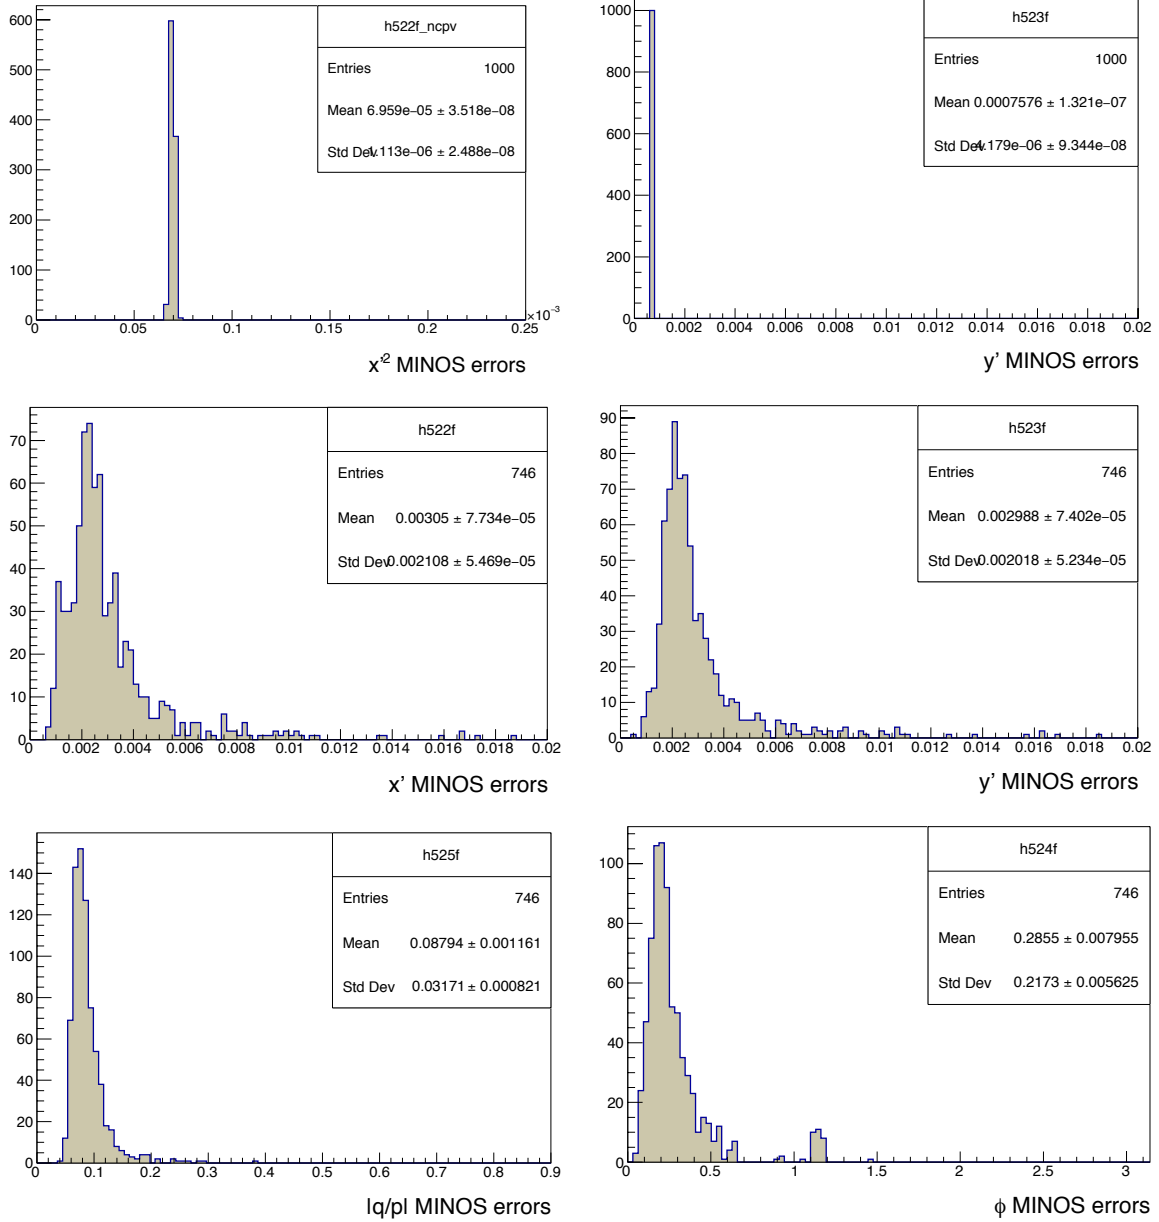 h522f_ncpv
Entries 1000
Mean 6.959e−05 ± 3.518e−08
Std Dev 1.113e−06 ± 2.488e−08
600
500
400
300
200
100
0
0 0.05 0.1 0.15 0.2 0.25
×10⁻³
x'² MINOS errors
h523f
Entries 1000
Mean 0.0007576 ± 1.321e−07
Std Dev 4.179e−06 ± 9.344e−08
1000
800
600
400
200
0
0 0.002 0.004 0.006 0.008 0.01 0.012 0.014 0.016 0.018 0.02
y' MINOS errors
h522f
Entries 746
Mean 0.00305 ± 7.734e−05
Std Dev 0.002108 ± 5.469e−05
70
60
50
40
30
20
10
0
0 0.002 0.004 0.006 0.008 0.01 0.012 0.014 0.016 0.018 0.02
x' MINOS errors
h523f
Entries 746
Mean 0.002988 ± 7.402e−05
Std Dev 0.002018 ± 5.234e−05
90
80
70
60
50
40
30
20
10
0
0 0.002 0.004 0.006 0.008 0.01 0.012 0.014 0.016 0.018 0.02
y' MINOS errors
h525f
Entries 746
Mean 0.08794 ± 0.001161
Std Dev 0.03171 ± 0.000821
140
120
100
80
60
40
20
0
0 0.1 0.2 0.3 0.4 0.5 0.6 0.7 0.8 0.9
|q/p| MINOS errors
h524f
Entries 746
Mean 0.2855 ± 0.007955
Std Dev 0.2173 ± 0.005625
100
80
60
40
20
0
0 0.5 1 1.5 2 2.5 3
ϕ MINOS errors